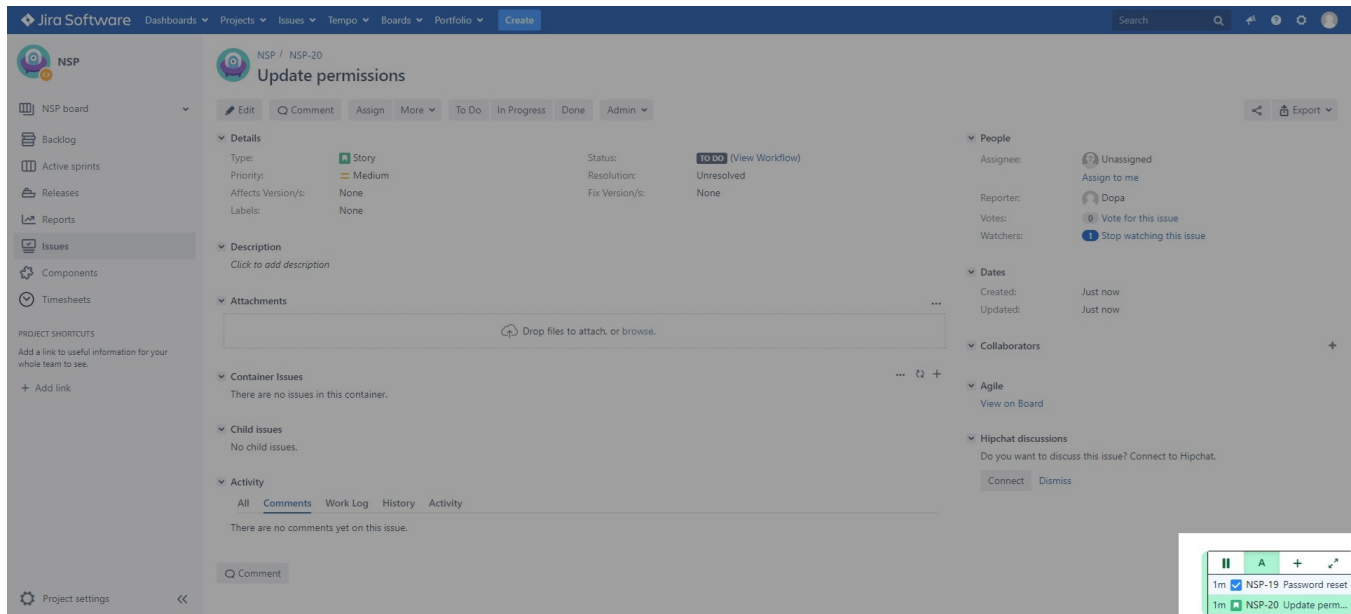 Jira Software Dashboards Projects Issues Tempo Boards Portfolio Create Search
NSP
NSP board
Backlog
Active sprints
Releases
Reports
Issues
Components
Timesheets
PROJECT SHORTCUTS
Add a link to useful information for your
whole team to see.
+ Add link
Project settings
NSP / NSP-20
Update permissions
Edit Comment Assign More To Do In Progress Done Admin Export
Details
Type: Story Status: TO DO (View Workflow)
Priority: Medium Resolution: Unresolved
Affects Version/s: None Fix Version/s: None
Labels: None
Description
Click to add description
Attachments
Drop files to attach, or browse.
Container Issues
There are no issues in this container.
Child issues
No child issues.
Activity
All Comments Work Log History Activity
There are no comments yet on this issue.
Comment
People
Assignee: Unassigned
Assign to me
Reporter: Dopa
Votes: 0 Vote for this issue
Watchers: 1 Stop watching this issue
Dates
Created: Just now
Updated: Just now
Collaborators
Agile
View on Board
Hipchat discussions
Do you want to discuss this issue? Connect to Hipchat.
Connect Dismiss
A
1m NSP-19 Password reset
1m NSP-20 Update perm...